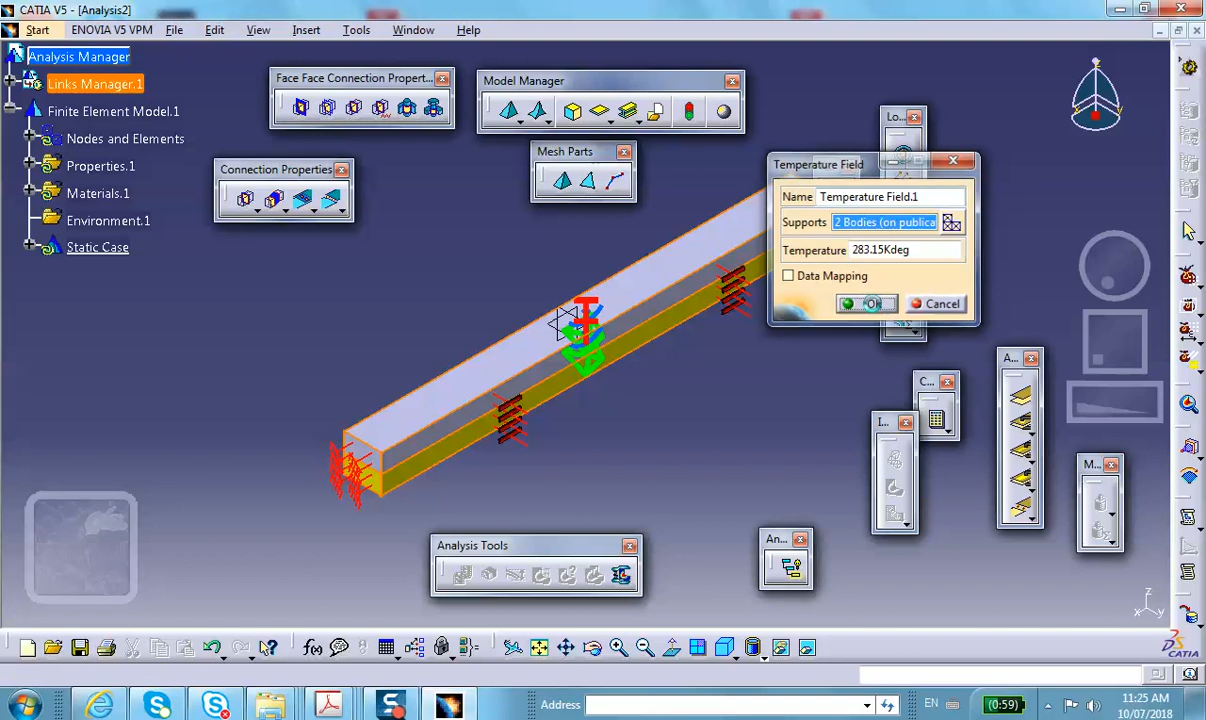 CATIA V5 - [Analysis2]
Start ENOVIA V5 VPM File Edit View Insert Tools Window Help
Analysis Manager
Links Manager.1
Finite Element Model.1
Nodes and Elements
Properties.1
Materials.1
Environment.1
Static Case
Face Face Connection Propert...
Model Manager
Connection Properties
Mesh Parts
Lo...
Temperature Field
Name Temperature Field.1
Supports 2 Bodies (on publica
Temperature 283.15Kdeg
Data Mapping
Ok Cancel
A...
C...
I...
M...
Analysis Tools
An...
z
x y
f(x)
DS CATIA
Address EN (0:59) 11:25 AM
10/07/2018